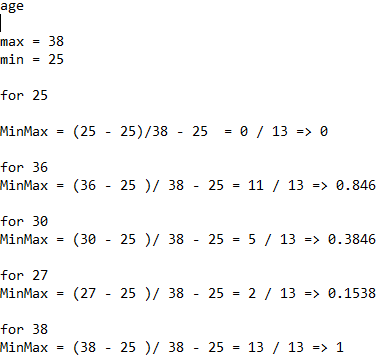 age
max = 38
min = 25
for 25
MinMax = (25 - 25)/38 - 25  = 0 / 13 => 0
for 36
MinMax = (36 - 25 )/ 38 - 25 = 11 / 13 => 0.846
for 30
MinMax = (30 - 25 )/ 38 - 25 = 5 / 13 => 0.3846
for 27
MinMax = (27 - 25 )/ 38 - 25 = 2 / 13 => 0.1538
for 38
MinMax = (38 - 25 )/ 38 - 25 = 13 / 13 => 1